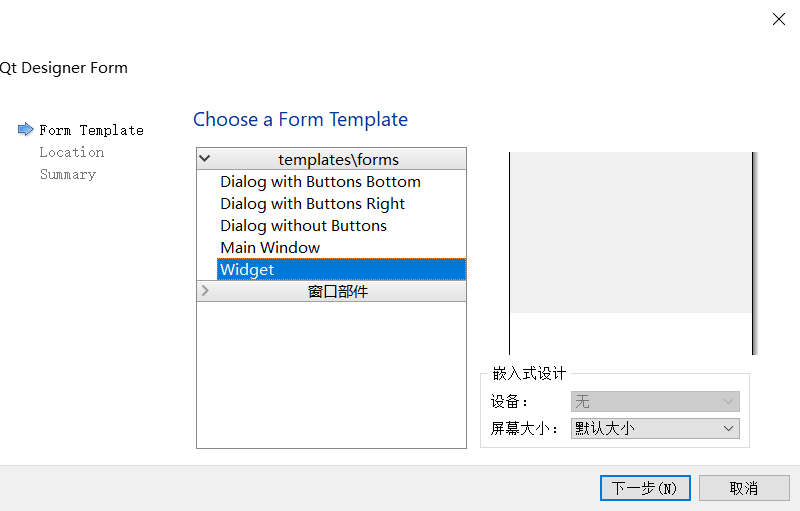 Qt Designer Form
Form Template
Location
Summary
Choose a Form Template
templates\forms
Dialog with Buttons Bottom
Dialog with Buttons Right
Dialog without Buttons
Main Window
Widget
窗口部件
嵌入式设计
设备：
无
屏幕大小：
默认大小
下一步(N)
取消